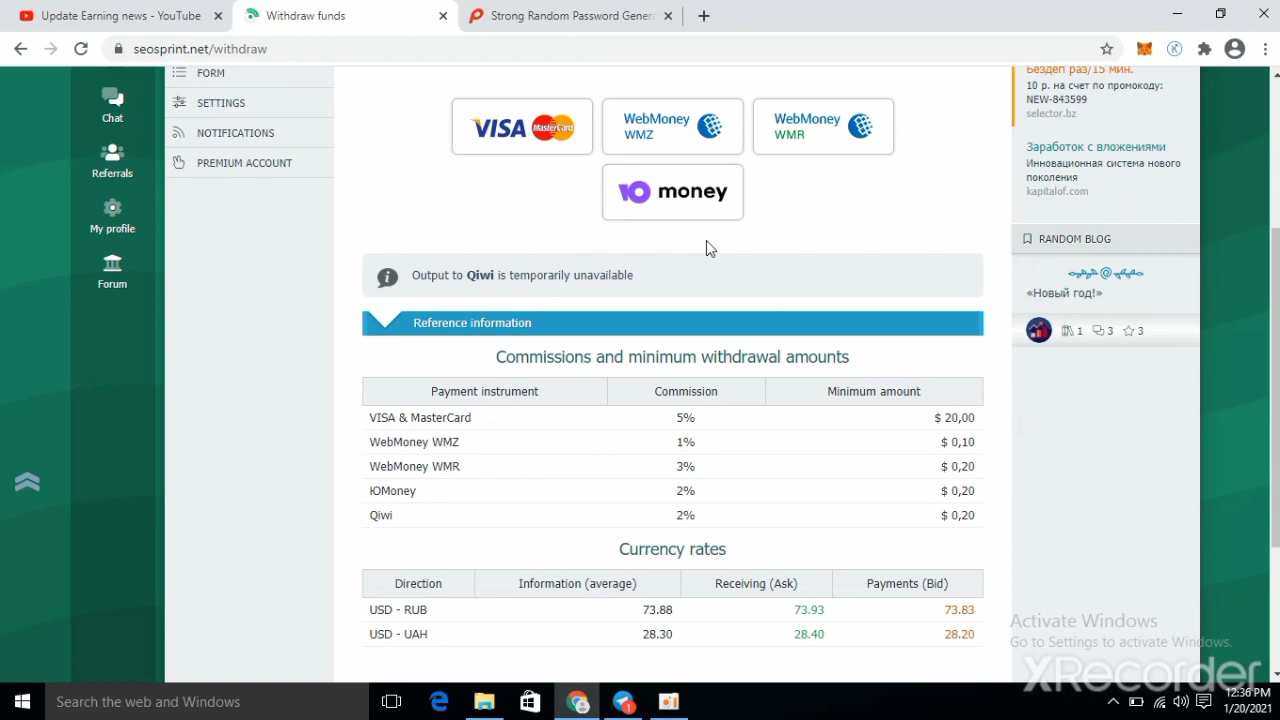 Update Earning news - YouTube
Withdraw funds
Strong Random Password Genera
seosprint.net/withdraw
Chat
Referrals
My profile
Forum
FORM
SETTINGS
NOTIFICATIONS
PREMIUM ACCOUNT
VISA MasterCard
WebMoney
WMZ
WebMoney
WMR
Ю money
Output to Qiwi is temporarily unavailable
Reference information
Commissions and minimum withdrawal amounts
Payment instrument Commission Minimum amount
VISA & MasterCard 5% $ 20,00
WebMoney WMZ 1% $ 0,10
WebMoney WMR 3% $ 0,20
ЮMoney 2% $ 0,20
Qiwi 2% $ 0,20
Currency rates
Direction Information (average) Receiving (Ask) Payments (Bid)
USD - RUB 73.88 73.93 73.83
USD - UAH 28.30 28.40 28.20
Бездеп раз/15 мин.
10 р. на счет по промокоду:
NEW-843599
selector.bz
Заработок с вложениями
Инновационная система нового
поколения
kapitalof.com
RANDOM BLOG
«Новый год!»
1 3 3
Activate Windows
Go to Settings to activate Windows.
XRecorder
Search the web and Windows
12:36 PM
1/20/2021